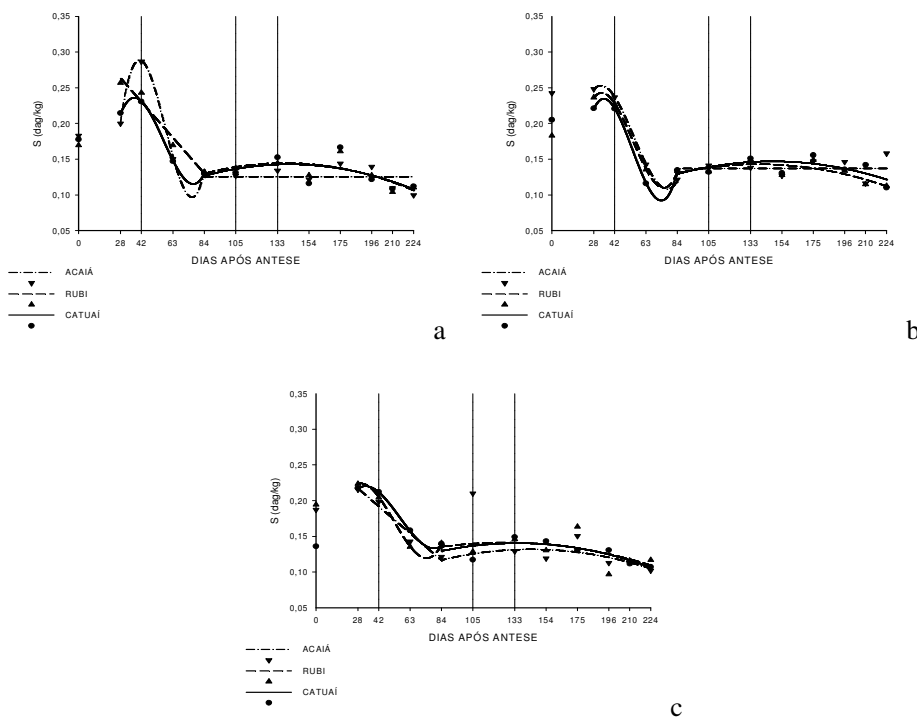 0,35
0,30
0,25
0,20
0,15
0,10
0,05
S (dag/kg)
0 28 42 63 84 105 133 154 175 196 210 224
DIAS APÓS ANTESE
ACAIÁ
RUBI
CATUAÍ
a
0,35
0,30
0,25
0,20
0,15
0,10
0,05
S (dag/kg)
0 28 42 63 84 105 133 154 175 196 210 224
DIAS APÓS ANTESE
ACAIÁ
RUBI
CATUAÍ
b
0,35
0,30
0,25
0,20
0,15
0,10
0,05
S (dag/kg)
0 28 42 63 84 105 133 154 175 196 210 224
DIAS APÓS ANTESE
ACAIÁ
RUBI
CATUAÍ
c